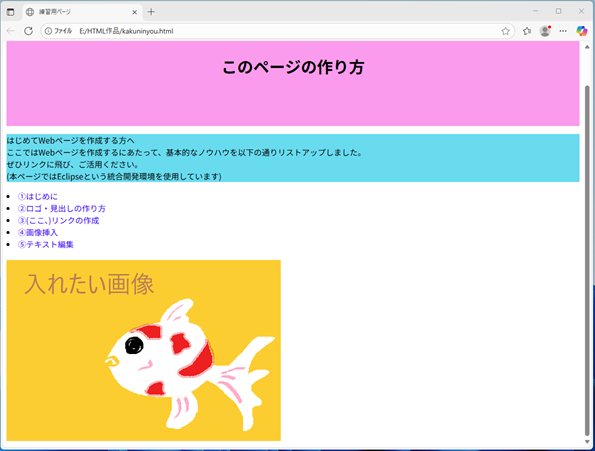 練習用ページ
ファイル E:/HTML作品/kakuninyou.html
このページの作り方
はじめてWebページを作成する方へ
ここではWebページを作成するにあたって、基本的なノウハウを以下の通りリストアップしました。
ぜひリンクに飛び、ご活用ください。
(本ページではEclipseという統合開発環境を使用しています)
①はじめに
②ロゴ・見出しの作り方
③(ここ、)リンクの作成
④画像挿入
⑤テキスト編集
入れたい画像